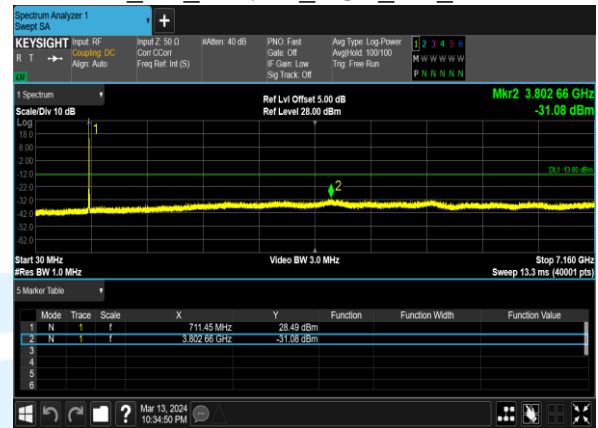 Spectrum Analyzer 1
Swept SA
+
KEYSIGHT Input: RF Input Z: 50 Ω #Atten: 40 dB PNO: Fast Avg Type: Log-Power 1 2 3 4 5 6
R T Coupling: DC Corr CCorr Gate: Off Avg|Hold: 100/100 M W W W W W
Align: Auto Freq Ref: Int (S) IF Gain: Low Trig: Free Run
Sig Track: Off P N N N N N
LV
1 Spectrum Ref Lvl Offset 5.00 dB Mkr2 3.802 66 GHz
Scale/Div 10 dB Ref Level 28.00 dBm -31.08 dBm
Log
1
18.0
8.00
-2.00
-12.0 DL1 -13.00 dBm
-22.0 2
-32.0
-42.0
-52.0
-62.0
Start 30 MHz Video BW 3.0 MHz Stop 7.160 GHz
#Res BW 1.0 MHz Sweep 13.3 ms (40001 pts)
5 Marker Table
Mode Trace Scale X Y Function Function Width Function Value
1 N 1 f 711.45 MHz 28.49 dBm
2 N 1 f 3.802 66 GHz -31.08 dBm
3
4
5
6
? Mar 13, 2024
10:34:50 PM